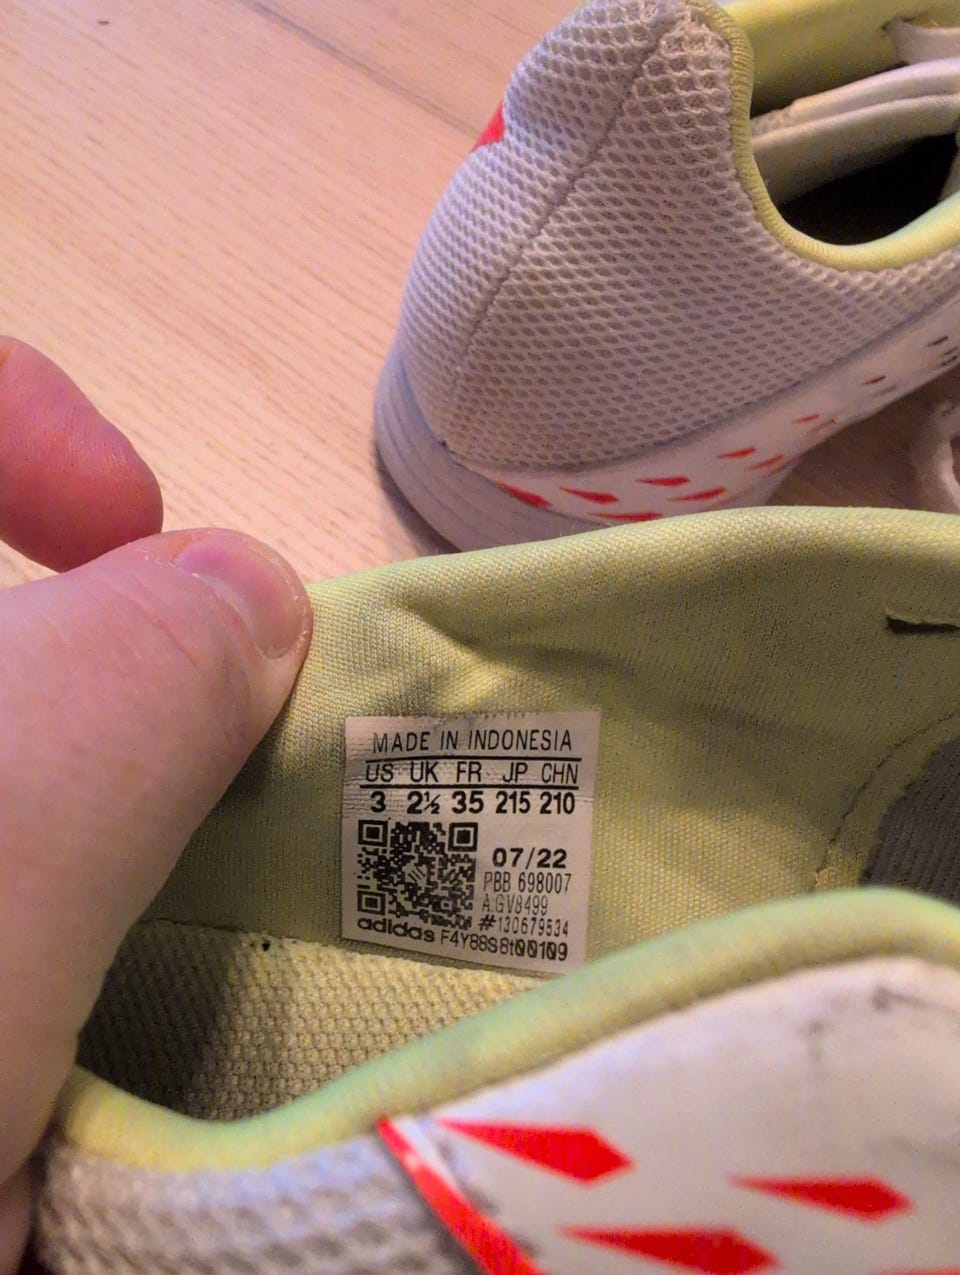 MADE IN INDONESIA
US UK FR JP CHN
3 2½ 35 215 210
07/22
PBB 698007
A.GV8499
#130679534
adidas F4Y88S8t00109